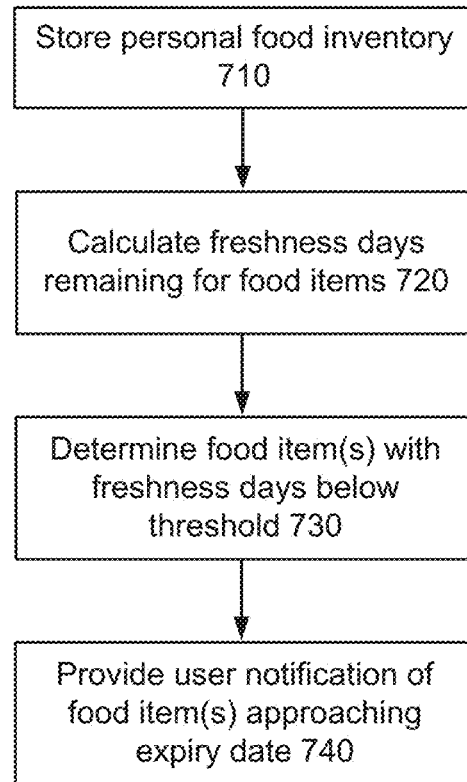 Store personal food inventory
710
Calculate freshness days
remaining for food items 720
Determine food item(s) with
freshness days below
threshold 730
Provide user notification of
food item(s) approaching
expiry date 740